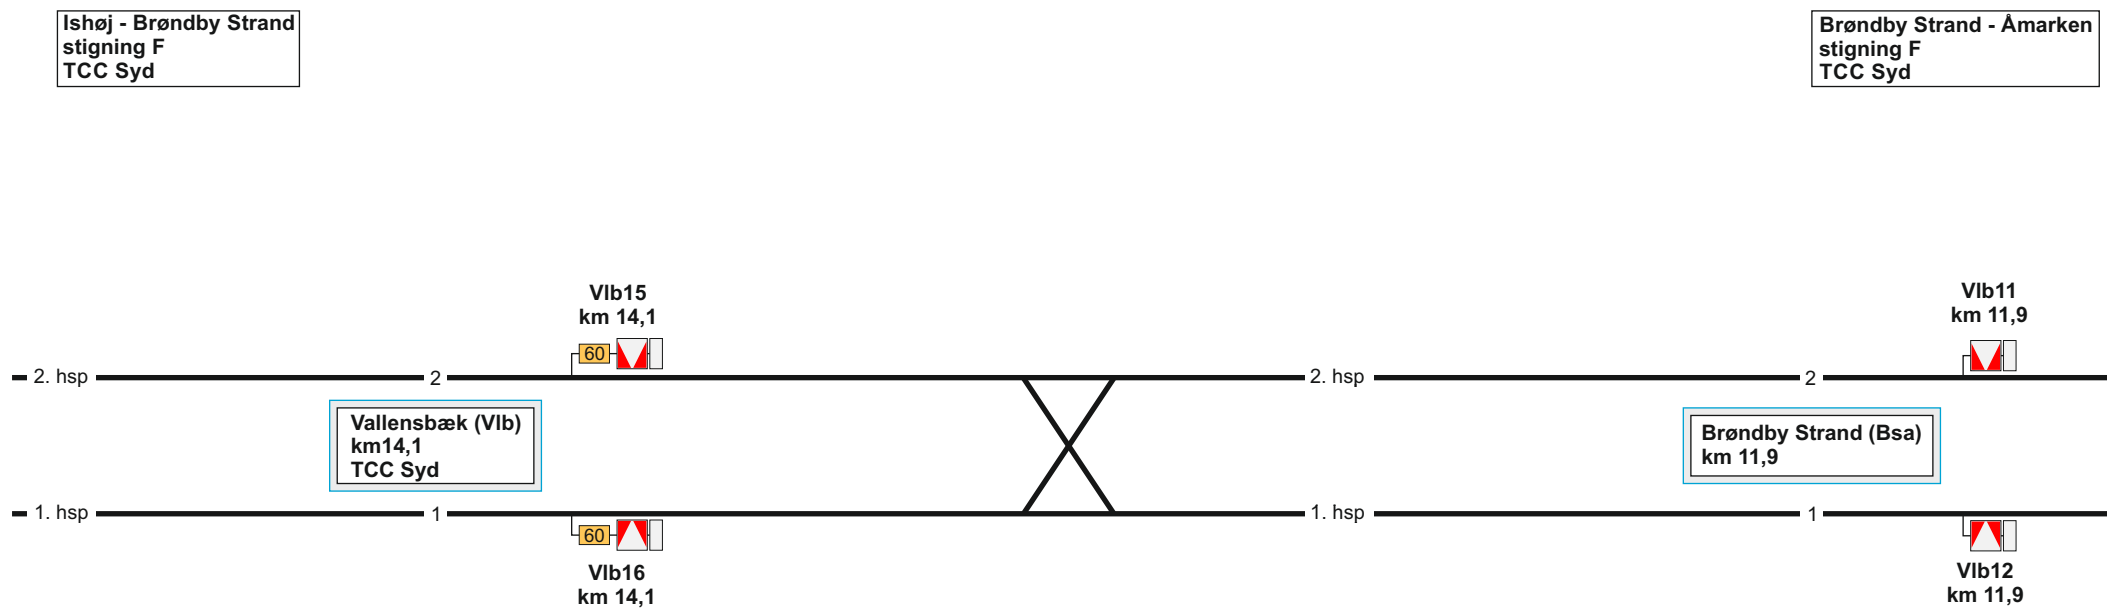 Ishøj - Brøndby Strand
stigning F
TCC Syd
Brøndby Strand - Åmarken
stigning F
TCC Syd
Vlb15
km 14,1
60
Vlb11
km 11,9
2. hsp
2
2. hsp
2
Vallensbæk (Vlb)
km14,1
TCC Syd
Brøndby Strand (Bsa)
km 11,9
1. hsp
1
1. hsp
1
60
Vlb16
km 14,1
Vlb12
km 11,9